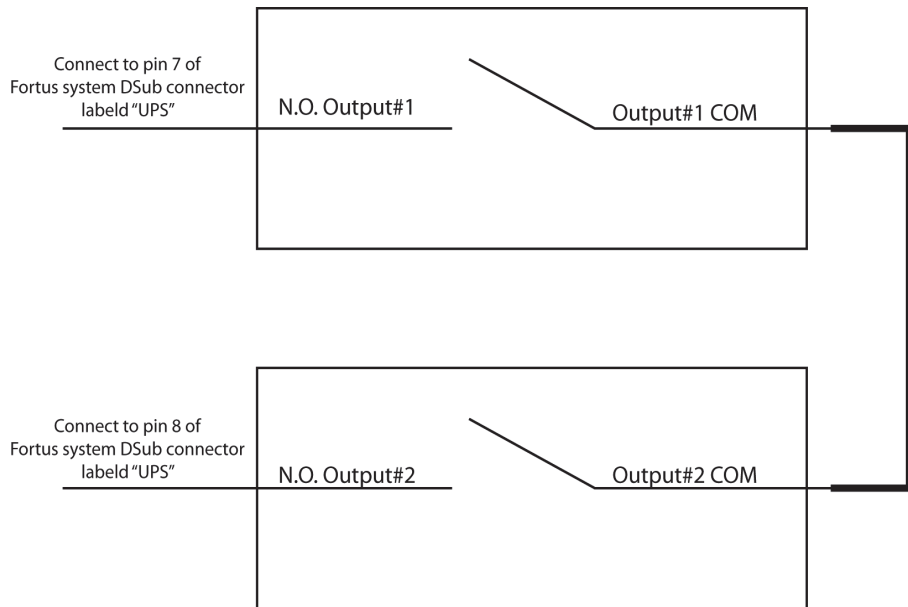 Connect to pin 7 of
Fortus system DSub connector
labeld “UPS”
N.O. Output#1
Output#1 COM
Connect to pin 8 of
Fortus system DSub connector
labeld “UPS”
N.O. Output#2
Output#2 COM